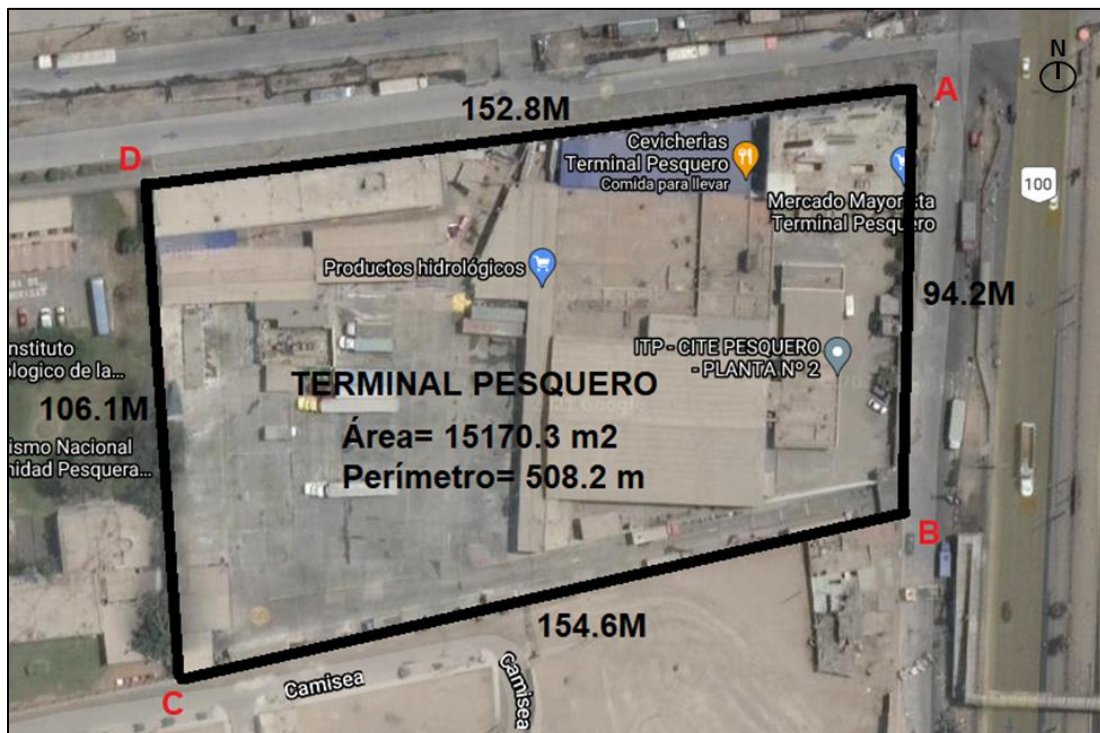 N
A
152.8M
D
Cevicherias
Terminal Pesquero
Comida para llevar
100
Mercado Mayorista
Terminal Pesquero
Productos hidrológicos
94.2M
ITP - CITE PESQUERO
- PLANTA Nº 2
nstituto
ologico de la...
TERMINAL PESQUERO
106.1M
Área= 15170.3 m2
ismo Nacional
nidad Pesquera...
Perímetro= 508.2 m
B
154.6M
Camisea
Camisea
C